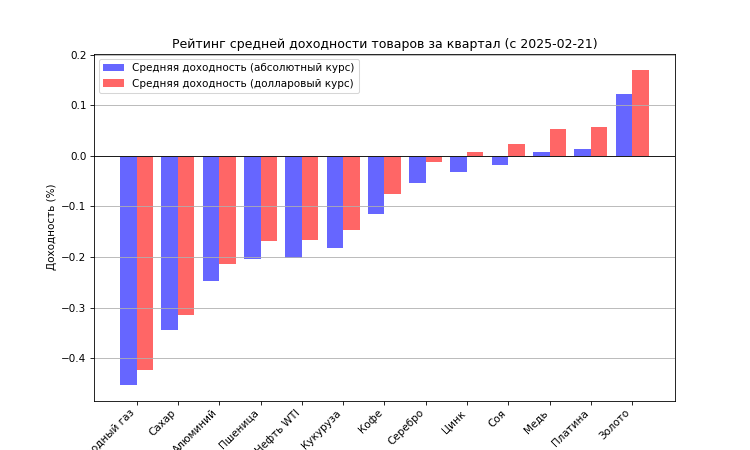 Рейтинг средней доходности товаров за квартал (с 2025-02-21)
Средняя доходность (абсолютный курс)
Средняя доходность (долларовый курс)
Доходность (%)
0.2
0.1
0.0
−0.1
−0.2
−0.3
−0.4
одный газ
Сахар
Алюминий
Пшеница
Нефть WTI
Кукуруза
Кофе
Серебро
Цинк
Соя
Медь
Платина
Золото